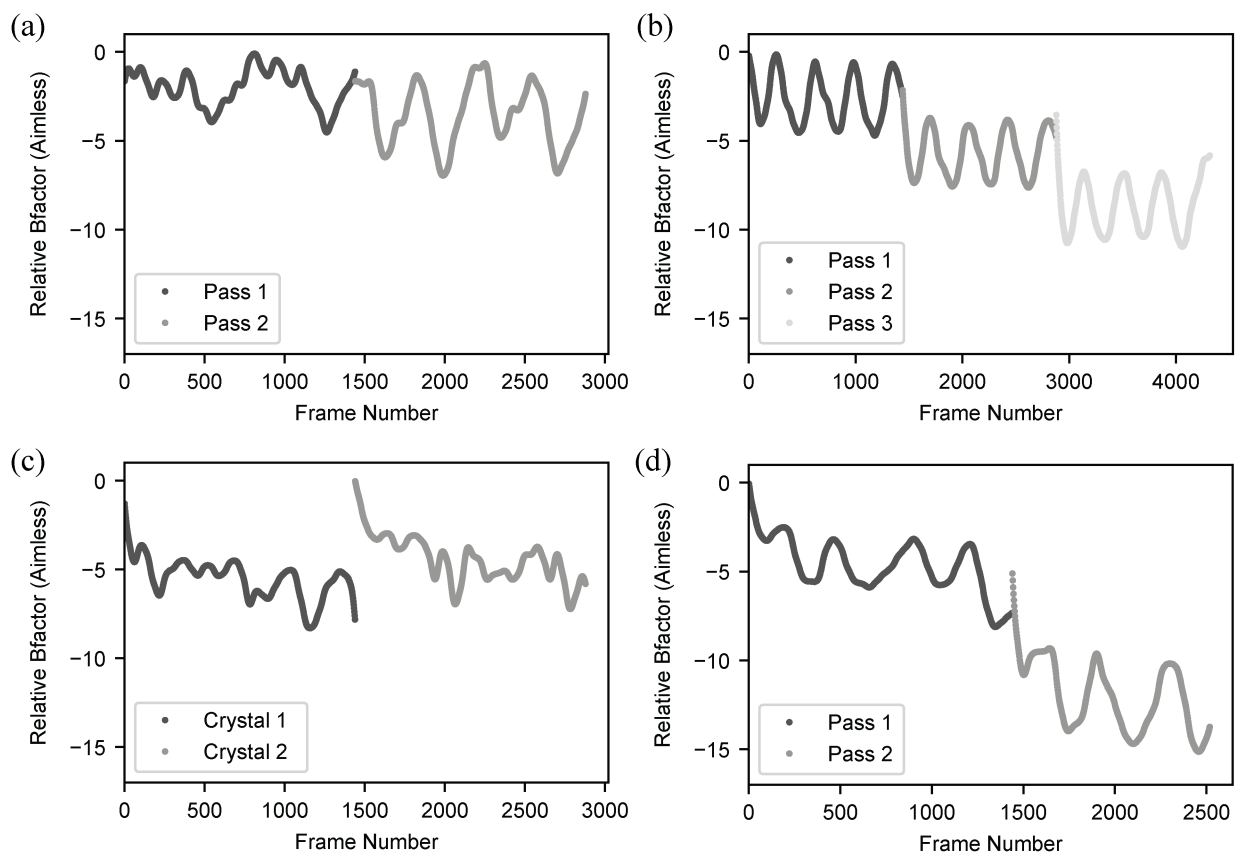 (a)
Relative Bfactor (Aimless)
0
−5
−10
−15
Pass 1
Pass 2
0 500 1000 1500 2000 2500 3000
Frame Number
(b)
Relative Bfactor (Aimless)
0
−5
−10
−15
Pass 1
Pass 2
Pass 3
0 1000 2000 3000 4000
Frame Number
(c)
Relative Bfactor (Aimless)
0
−5
−10
−15
Crystal 1
Crystal 2
0 500 1000 1500 2000 2500 3000
Frame Number
(d)
Relative Bfactor (Aimless)
0
−5
−10
−15
Pass 1
Pass 2
0 500 1000 1500 2000 2500
Frame Number